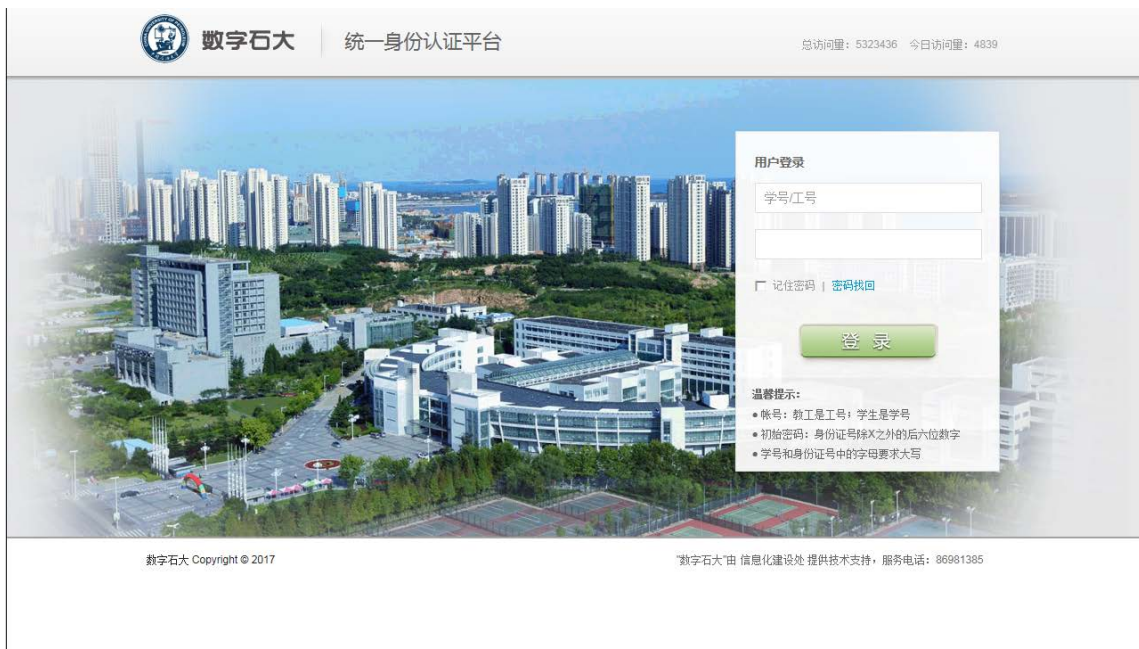 数字石大 统一身份认证平台 总访问量：5323436 今日访问量：4839
用户登录
学号/工号
记住密码 | 密码找回
登 录
温馨提示：
●帐号：教工是工号；学生是学号
●初始密码：身份证号除X之外的后六位数字
●学号和身份证号中的字母要求大写
数字石大 Copyright © 2017 "数字石大"由 信息化建设处 提供技术支持，服务电话：86981385